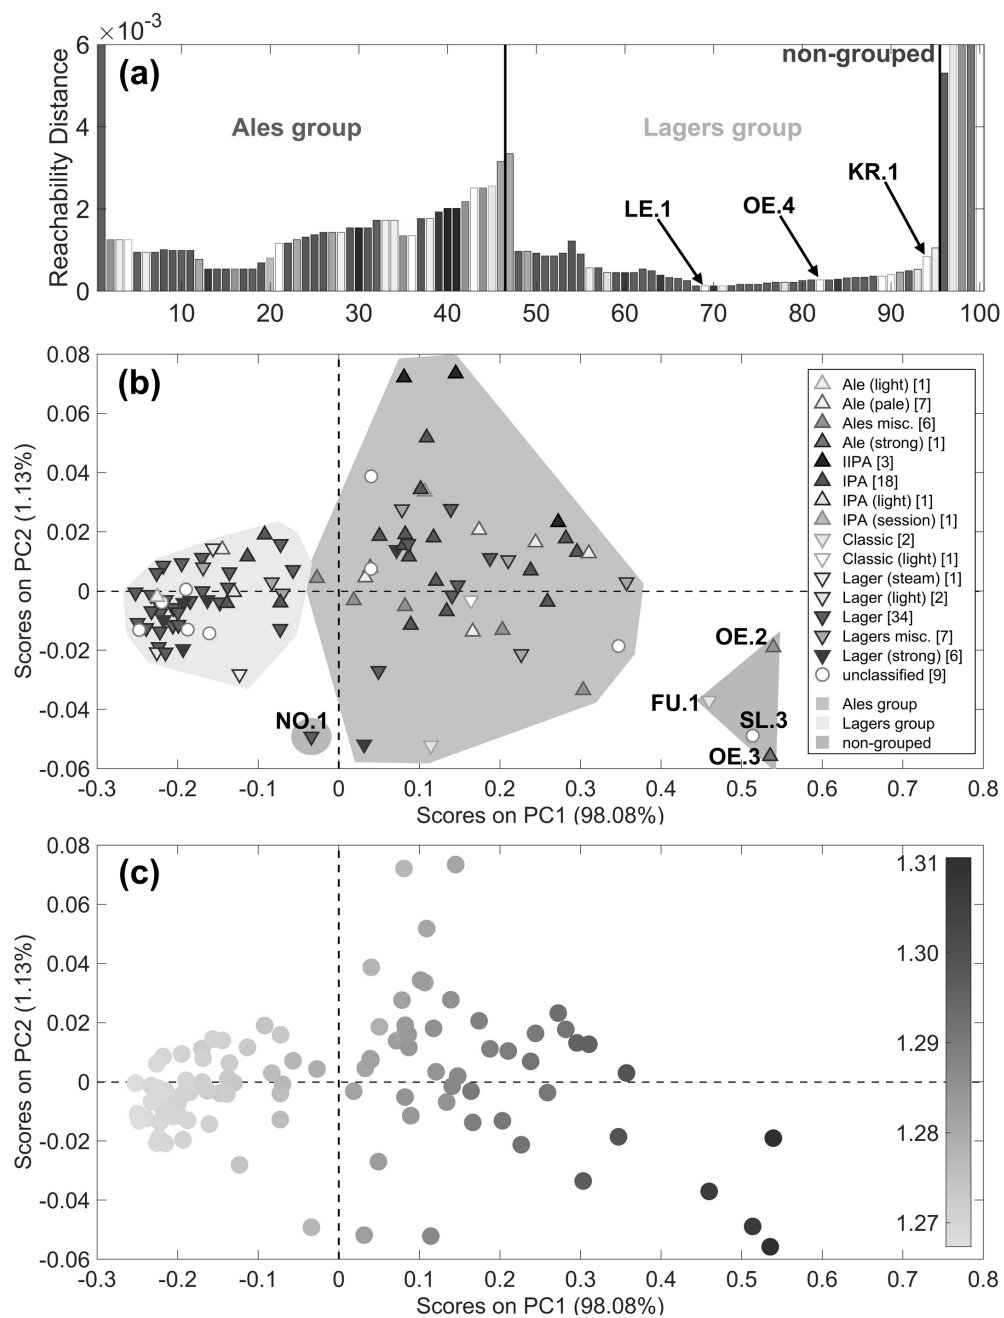 ×10⁻³
(a)
non-grouped
Reachability Distance
6
4
2
0
Ales group
Lagers group
LE.1
OE.4
KR.1
10 20 30 40 50 60 70 80 90 100
(b)
Scores on PC2 (1.13%)
0.08
0.06
0.04
0.02
0
-0.02
-0.04
-0.06
Ale (light) [1]
Ale (pale) [7]
Ales misc. [6]
Ale (strong) [1]
IIPA [3]
IPA [18]
IPA (light) [1]
IPA (session) [1]
Classic [2]
Classic (light) [1]
Lager (steam) [1]
Lager (light) [2]
Lager [34]
Lagers misc. [7]
Lager (strong) [6]
unclassified [9]
Ales group
Lagers group
non-grouped
OE.2
FU.1
SL.3
OE.3
NO.1
-0.3 -0.2 -0.1 0 0.1 0.2 0.3 0.4 0.5 0.6 0.7 0.8
Scores on PC1 (98.08%)
(c)
Scores on PC2 (1.13%)
0.08
0.06
0.04
0.02
0
-0.02
-0.04
-0.06
1.31
1.30
1.29
1.28
1.27
-0.3 -0.2 -0.1 0 0.1 0.2 0.3 0.4 0.5 0.6 0.7 0.8
Scores on PC1 (98.08%)